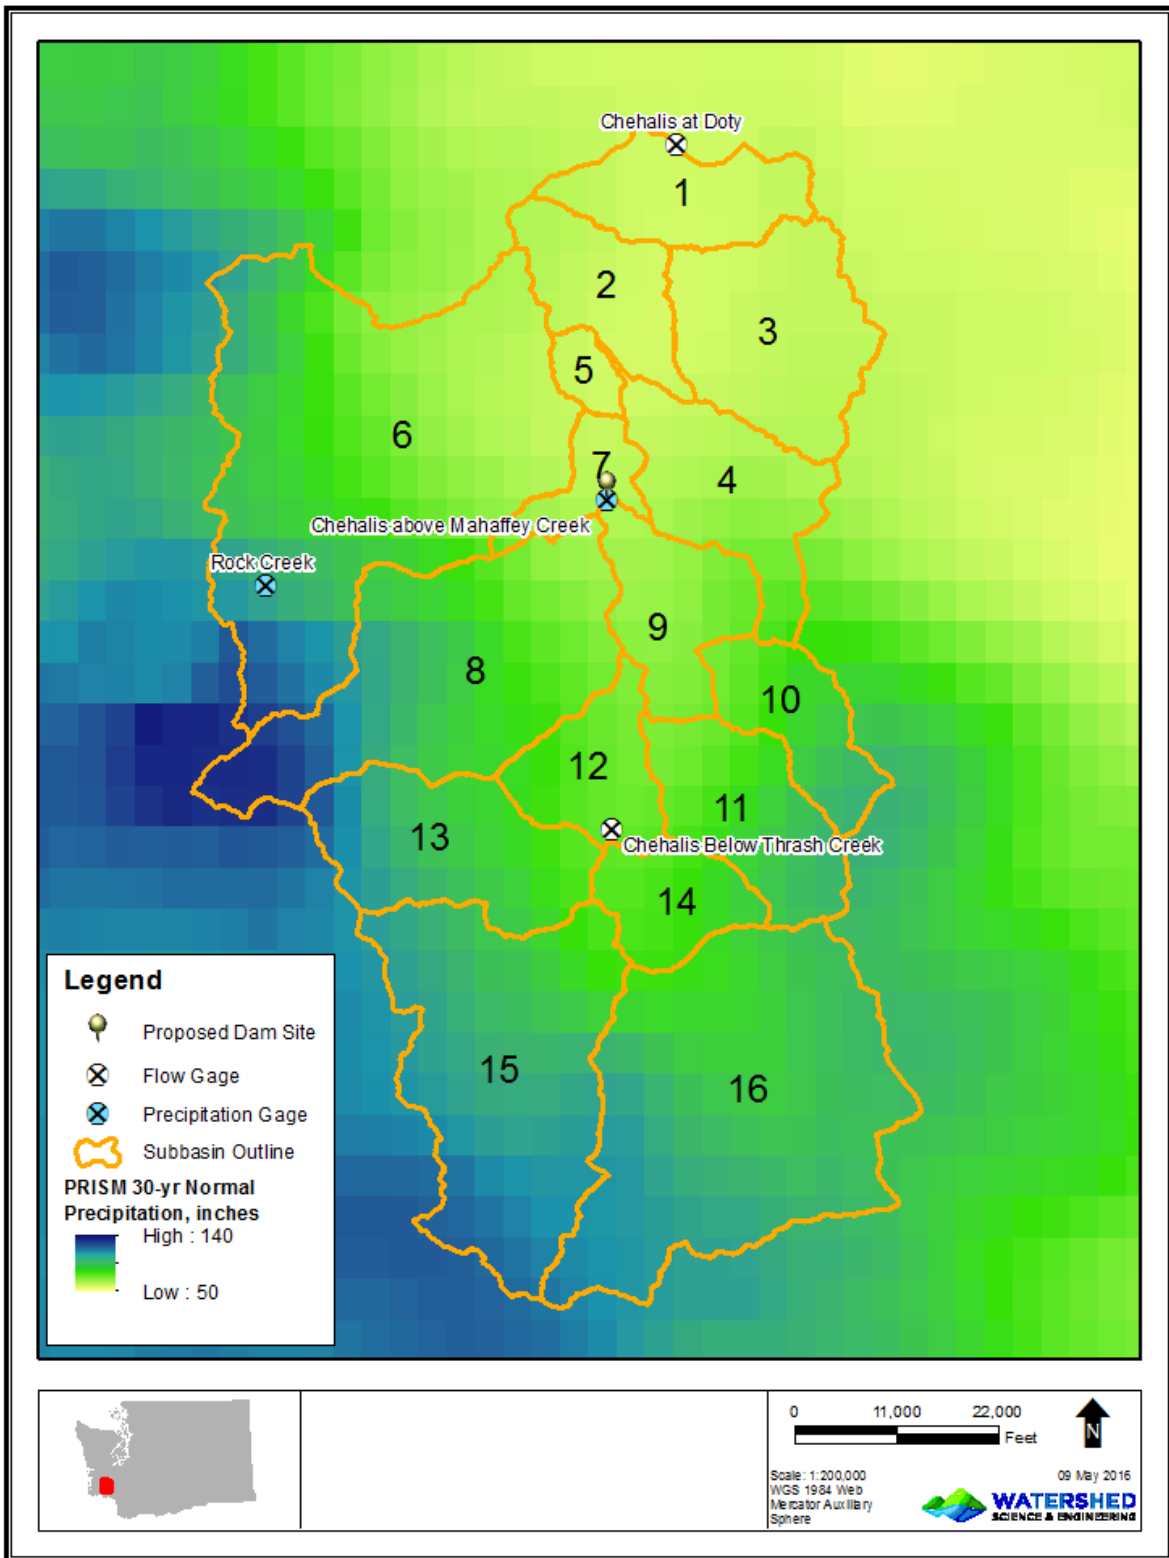 Chehalis at Doty
1
2
3
5
6
7
4
Chehalis above Mahaffey Creek
Rock Creek
9
8
10
12
11
13
Chehalis Below Thrash Creek
14
15
16
Legend
Proposed Dam Site
Flow Gage
Precipitation Gage
Subbasin Outline
PRISM 30-yr Normal
Precipitation, inches
High : 140
Low : 50
0 11,000 22,000
Feet
N
Scale: 1:200,000
WGS 1984 Web
Mercator Auxiliary
Sphere
09 May 2016
WATERSHED
SCIENCE & ENGINEERING